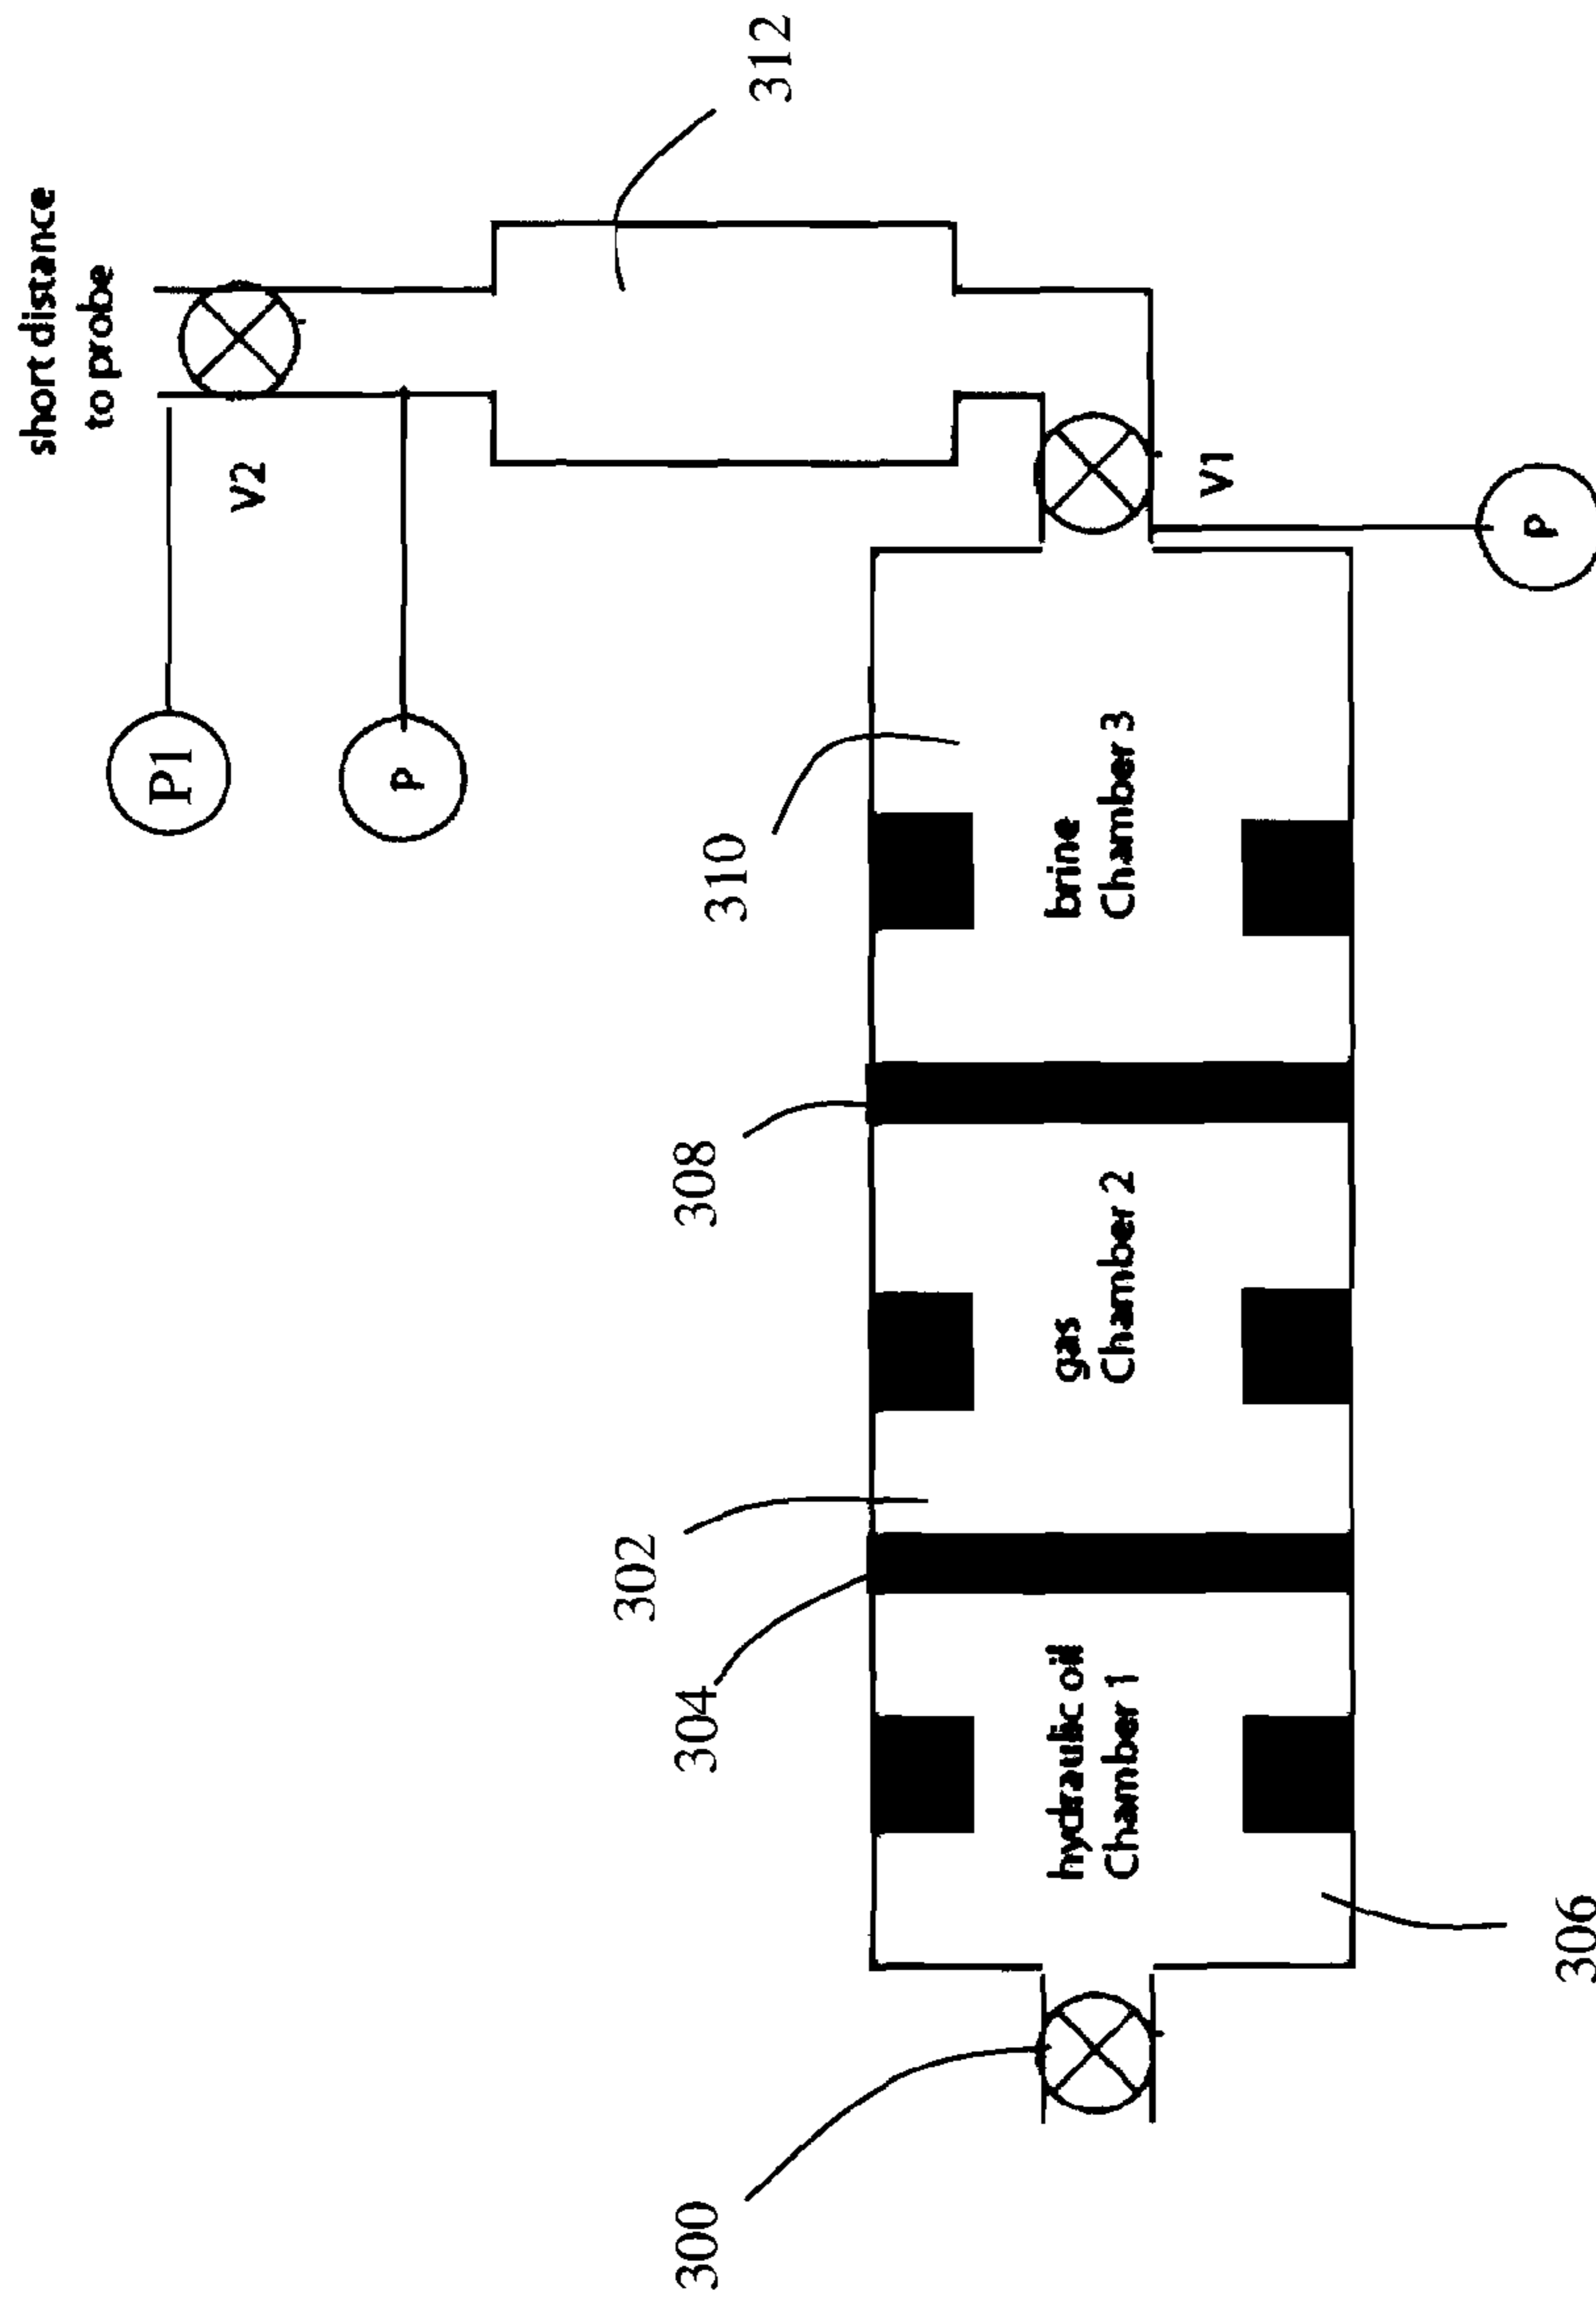 short distance
to probe
312
V2
P1
P
V1
P
310
brine
Chamber 3
308
gas
Chamber 2
302
304
hydraulic oil
Chamber 1
306
300